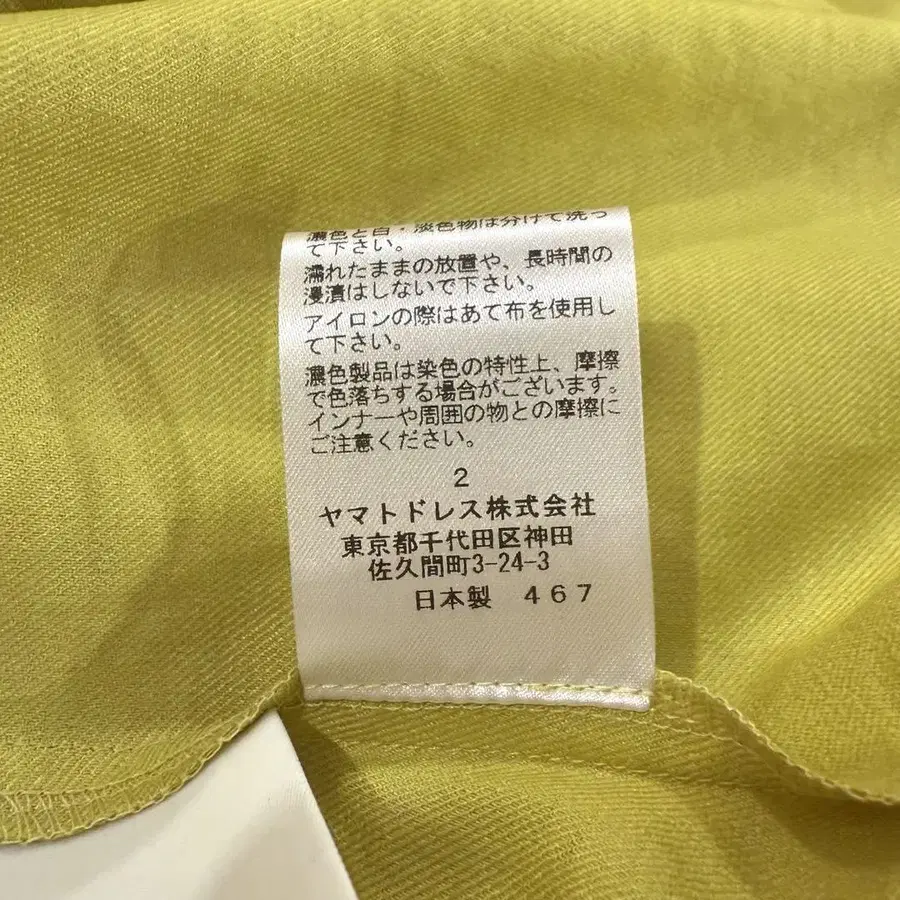 濃色と白・淡色物は分けて洗っ
て下さい。
濡れたままの放置や、長時間の
浸漬はしないで下さい。
アイロンの際はあて布を使用し
て下さい。
濃色製品は染色の特性上、摩擦
で色落ちする場合がございます。
インナーや周囲の物との摩擦に
ご注意ください。
2
ヤマトドレス株式会社
東京都千代田区神田
佐久間町3-24-3
日本製 467